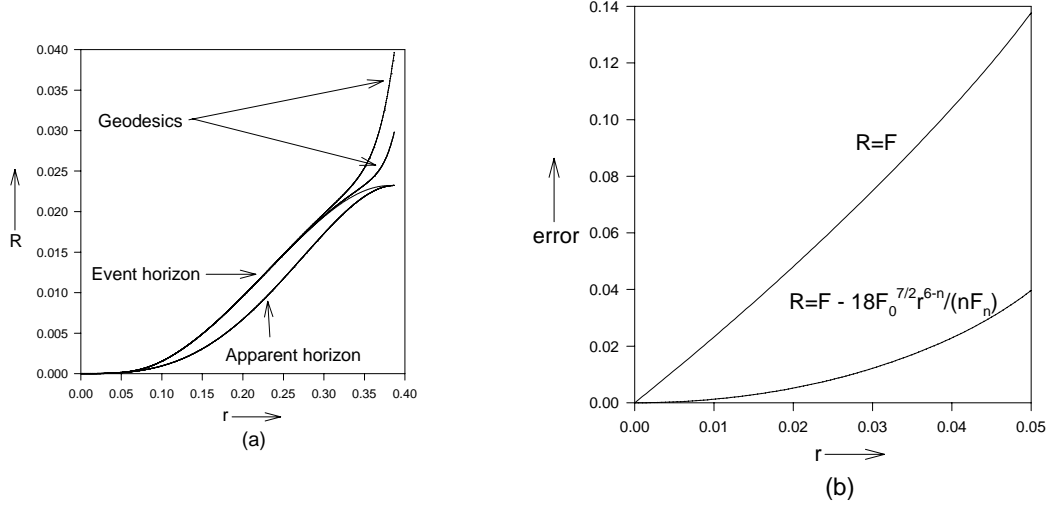 0.040
0.035
0.030
0.025
0.020
0.015
0.010
0.005
0.000
R
Geodesics
Event horizon
Apparent horizon
0.00 0.05 0.10 0.15 0.20 0.25 0.30 0.35 0.40
r
(a)
0.14
0.12
0.10
0.08
0.06
0.04
0.02
0.00
error
R=F
R=F - 18F₀^{7/2}r^{6-n}/(nFₙ)
0.00 0.01 0.02 0.03 0.04 0.05
r
(b)